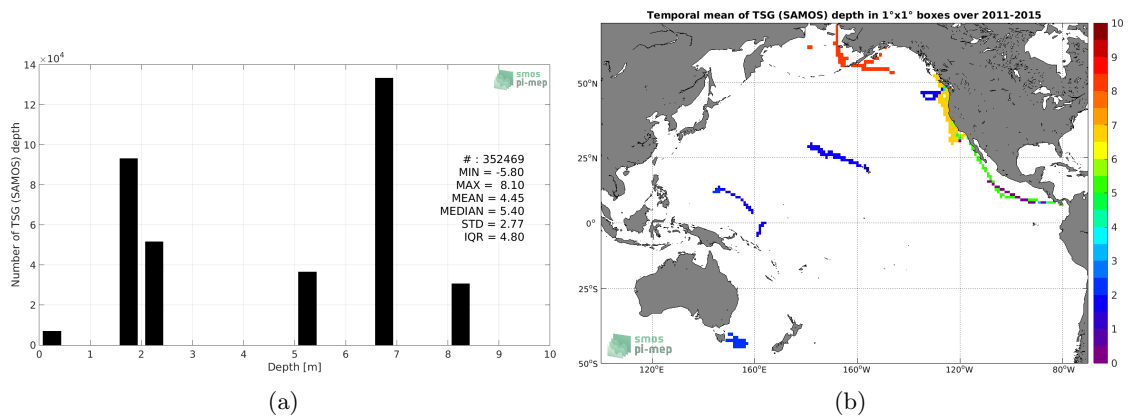 ×10⁴
14
12
10
8
6
4
2
0
Number of TSG (SAMOS) depth
smos
pi-mep
# : 352469
MIN = -5.80
MAX = 8.10
MEAN = 4.45
MEDIAN = 5.40
STD = 2.77
IQR = 4.80
0 1 2 3 4 5 6 7 8 9 10
Depth [m]
(a)
Temporal mean of TSG (SAMOS) depth in 1°x1° boxes over 2011-2015
50°N
25°N
0°
25°S
50°S
smos
pi-mep
120°E 160°E 160°W 120°W 80°W
10
9
8
7
6
5
4
3
2
1
0
(b)